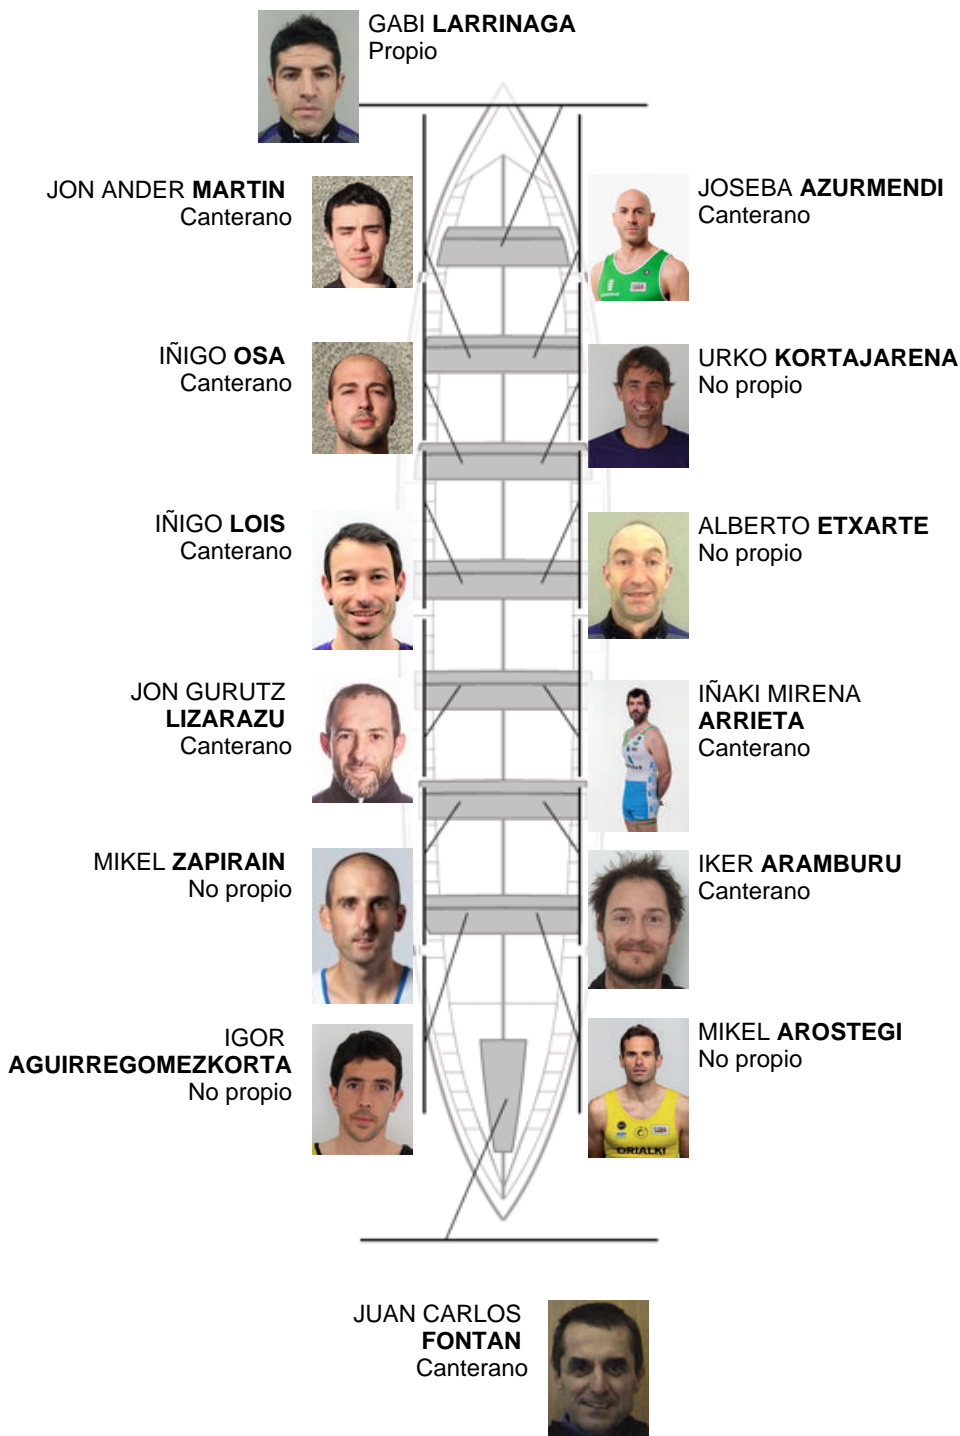 GABI LARRINAGA
Propio
JON ANDER MARTIN
Canterano
JOSEBA AZURMENDI
Canterano
IÑIGO OSA
Canterano
URKO KORTAJARENA
No propio
IÑIGO LOIS
Canterano
ALBERTO ETXARTE
No propio
JON GURUTZ
LIZARAZU
Canterano
IÑAKI MIRENA
ARRIETA
Canterano
MIKEL ZAPIRAIN
No propio
IKER ARAMBURU
Canterano
IGOR
AGUIRREGOMEZKORTA
No propio
MIKEL AROSTEGI
No propio
ORIALKI
JUAN CARLOS
FONTAN
Canterano